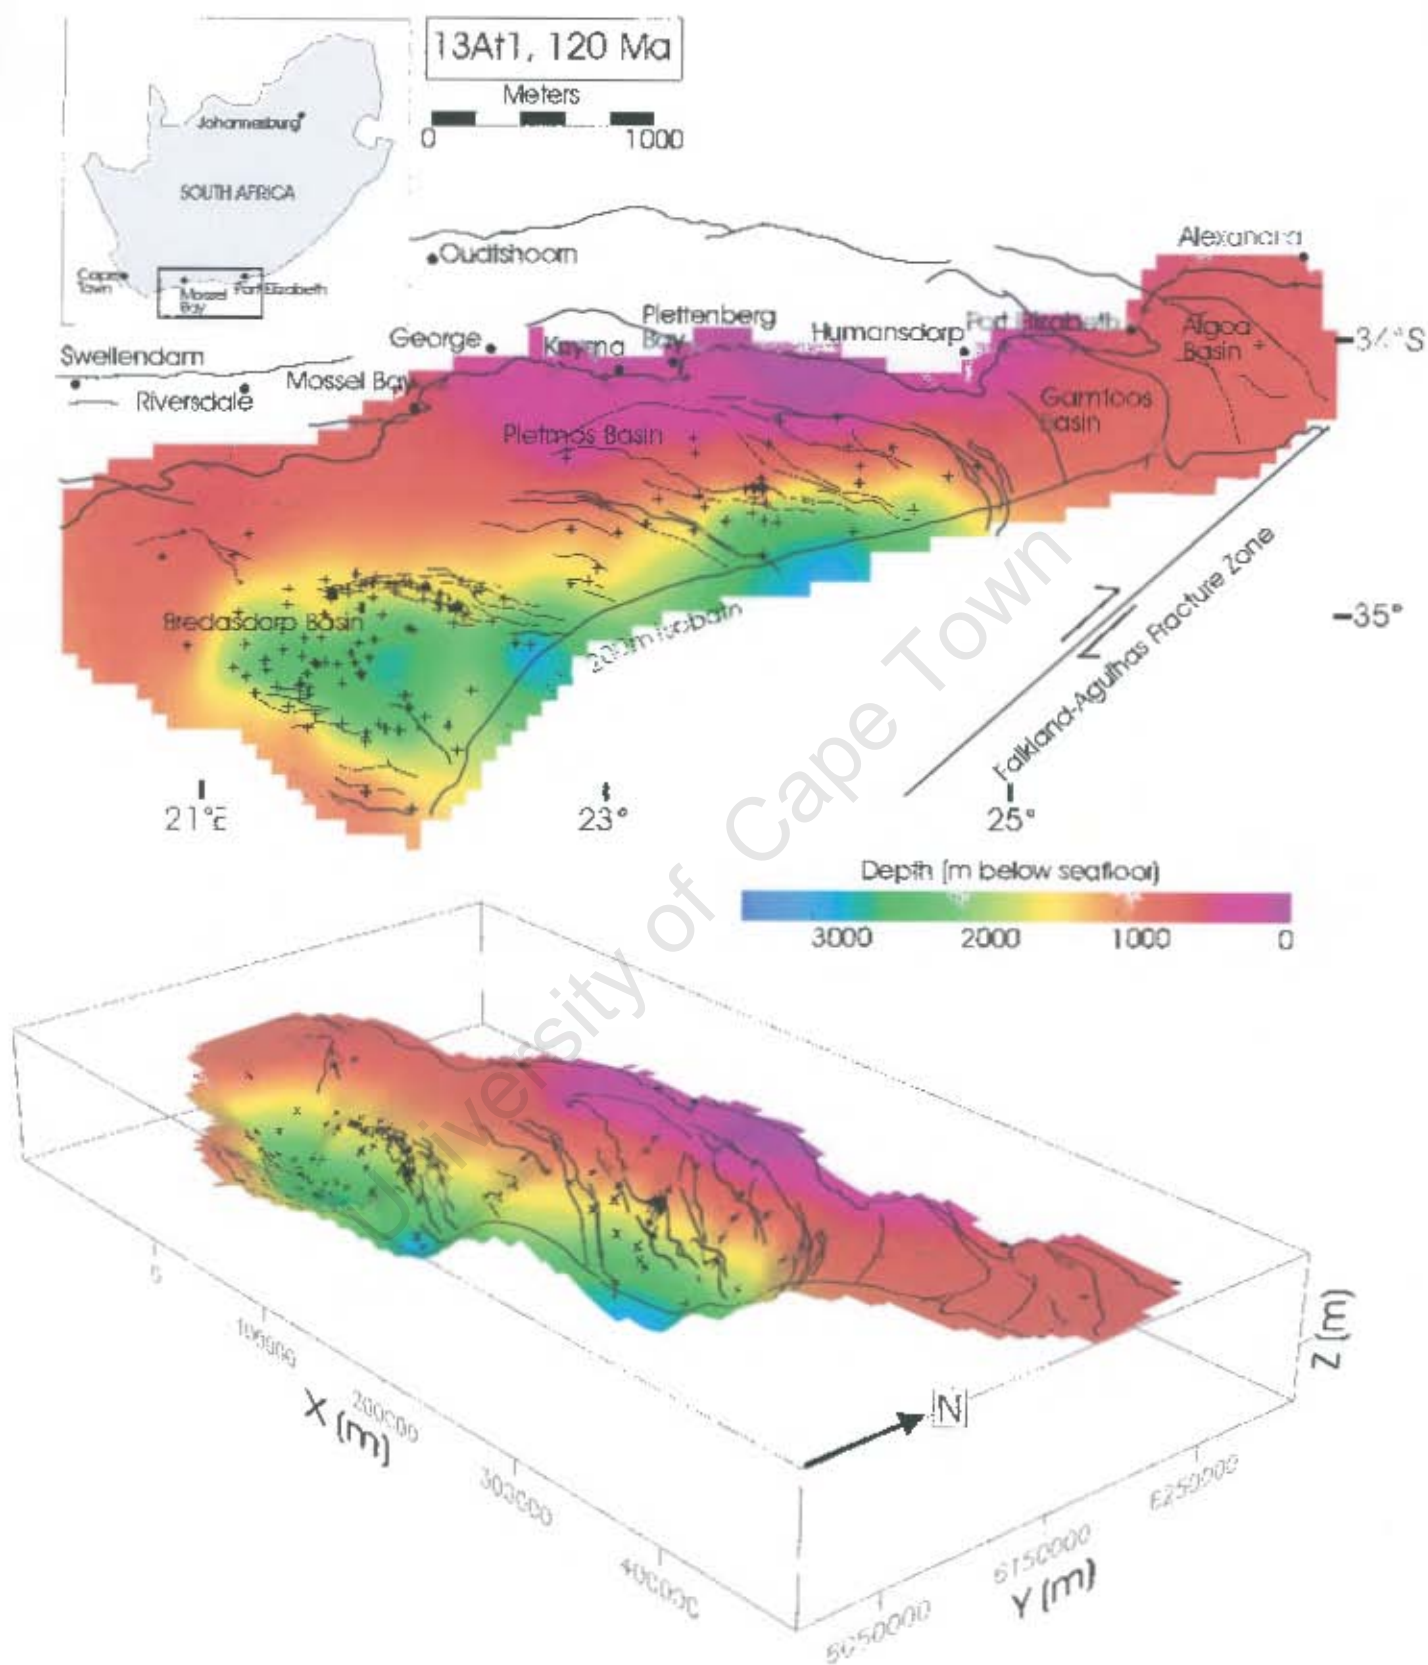 13At1, 120 Ma
Meters
0 1000
Johannesburg
SOUTH AFRICA
Cape
Town
Mossel
Bay
Port Elizabeth
Oudtshoorn
Alexandria
George
Knysna
Plettenberg
Bay
Humansdorp
Port Elizabeth
Algoa
Basin
34°S
Swellendam
Riversdale
Mossel Bay
Gamtoos
Basin
Pletmos Basin
Bredasdorp Basin
200m isobath
35°
Falkland-Agulhas Fracture Zone
21°E
23°
25°
Depth (m below seafloor)
3000 2000 1000 0
University of Cape Town
N
Z (m)
X (m)
Y (m)
200000
300000
400000
6150000
6250000